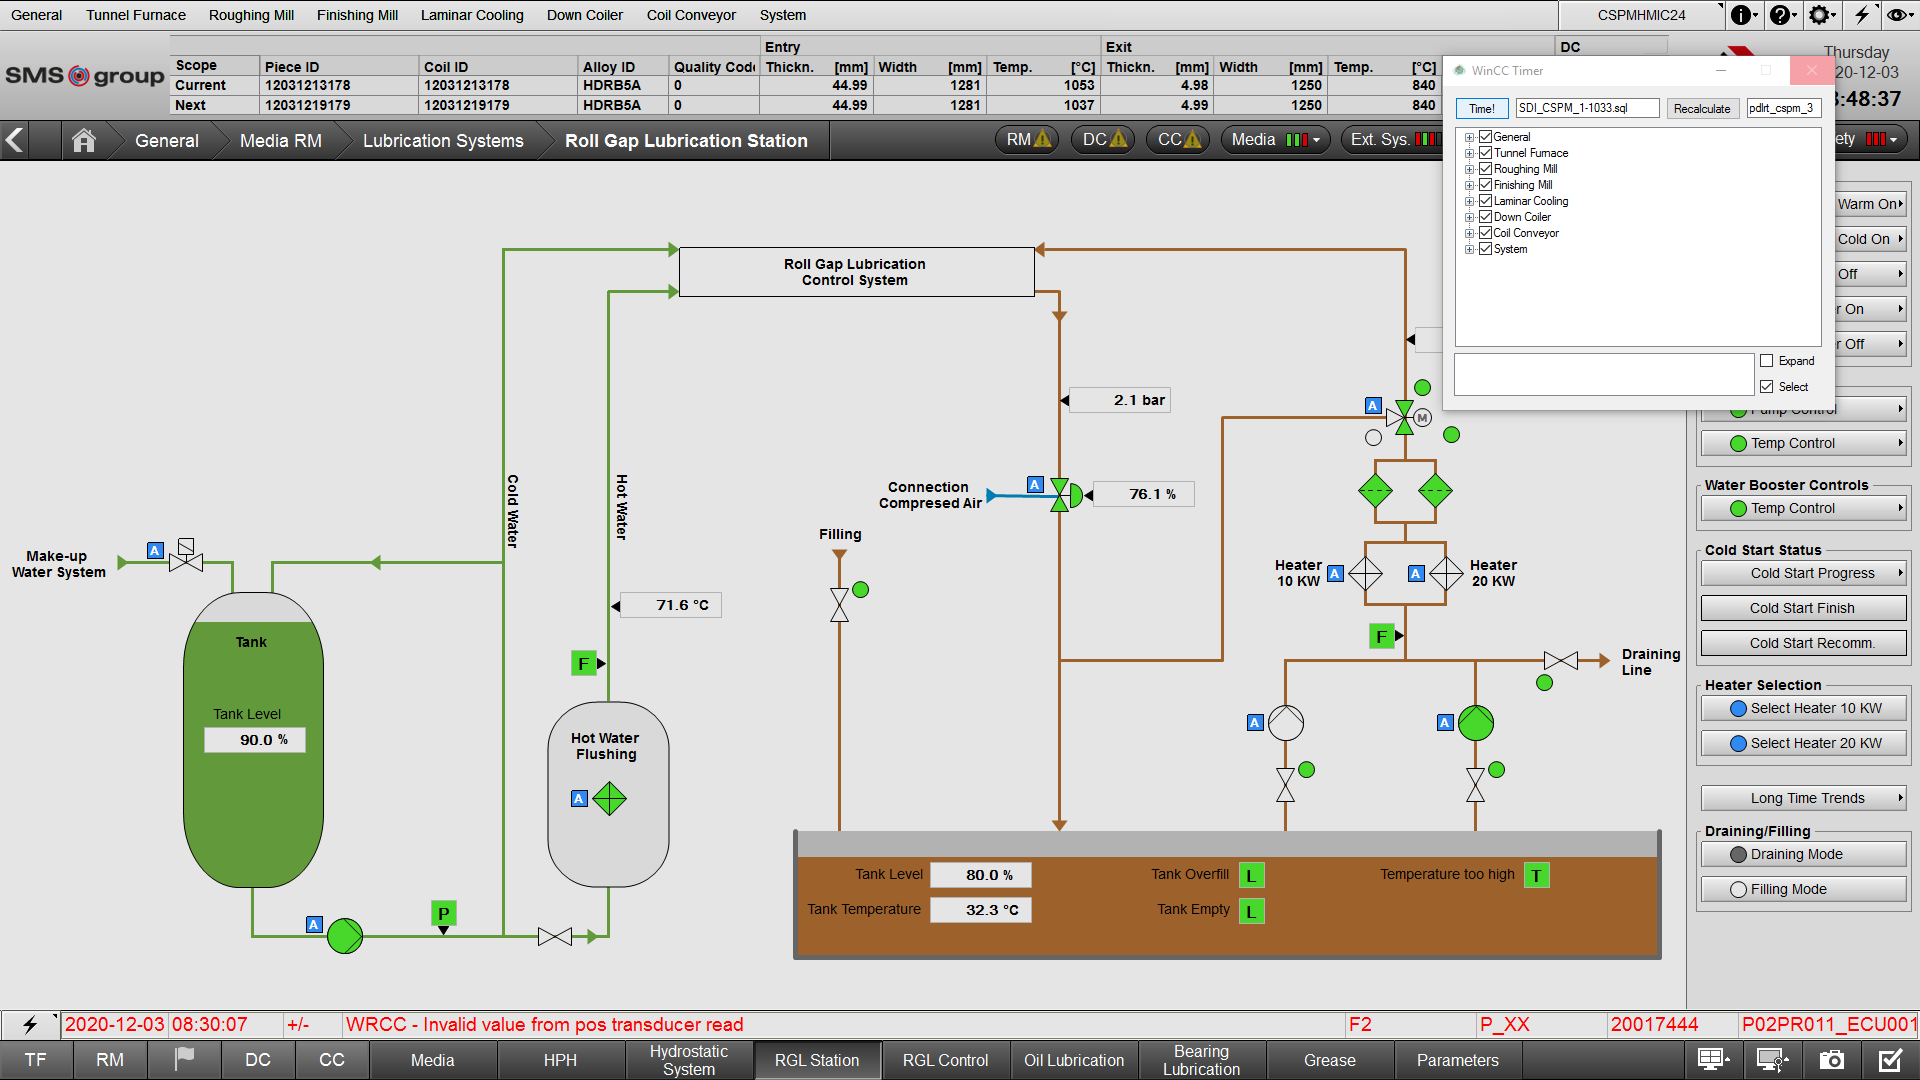 General Tunnel Furnace Roughing Mill Finishing Mill Laminar Cooling Down Coiler Coil Conveyor System CSPMHMIC24
SMS group
Entry Exit DC
Scope Piece ID Coil ID Alloy ID Quality Code Thickn. [mm] Width [mm] Temp. [°C] Thickn. [mm] Width [mm] Temp. [°C]
Current 12031213178 12031213178 HDRB5A 0 44.99 1281 1053 4.98 1250 840
Next 12031219179 12031219179 HDRB5A 0 44.99 1281 1037 4.99 1250 840
Thursday
20-12-03
:48:37
General Media RM Lubrication Systems Roll Gap Lubrication Station RM DC CC Media Ext. Sys. ety
WinCC Timer
Time! SDI_CSPM_1-1033.sql Recalculate pdlrt_cspm_3
General
Tunnel Furnace
Roughing Mill
Finishing Mill
Laminar Cooling
Down Coiler
Coil Conveyor
System
Expand
Select
Warm On
Cold On
Off
r On
r Off
Pump Control
Temp Control
Water Booster Controls
Temp Control
Cold Start Status
Cold Start Progress
Cold Start Finish
Cold Start Recomm.
Heater Selection
Select Heater 10 KW
Select Heater 20 KW
Long Time Trends
Draining/Filling
Draining Mode
Filling Mode
Roll Gap Lubrication
Control System
2.1 bar
A
M
Cold Water
Hot Water
Connection
Compresed Air
A
76.1 %
Filling
Make-up
Water System
A
Heater
10 KW
A
A
Heater
20 KW
71.6 °C
F
F
Draining
Line
Tank
Tank Level
90.0 %
Hot Water
Flushing
A
A
A
A
P
Tank Level 80.0 % Tank Overfill L Temperature too high T
Tank Temperature 32.3 °C Tank Empty L
2020-12-03 08:30:07 +/- WRCC - Invalid value from pos transducer read F2 P_XX 20017444 P02PR011_ECU001
TF RM DC CC Media HPH Hydrostatic System RGL Station RGL Control Oil Lubrication Bearing Lubrication Grease Parameters